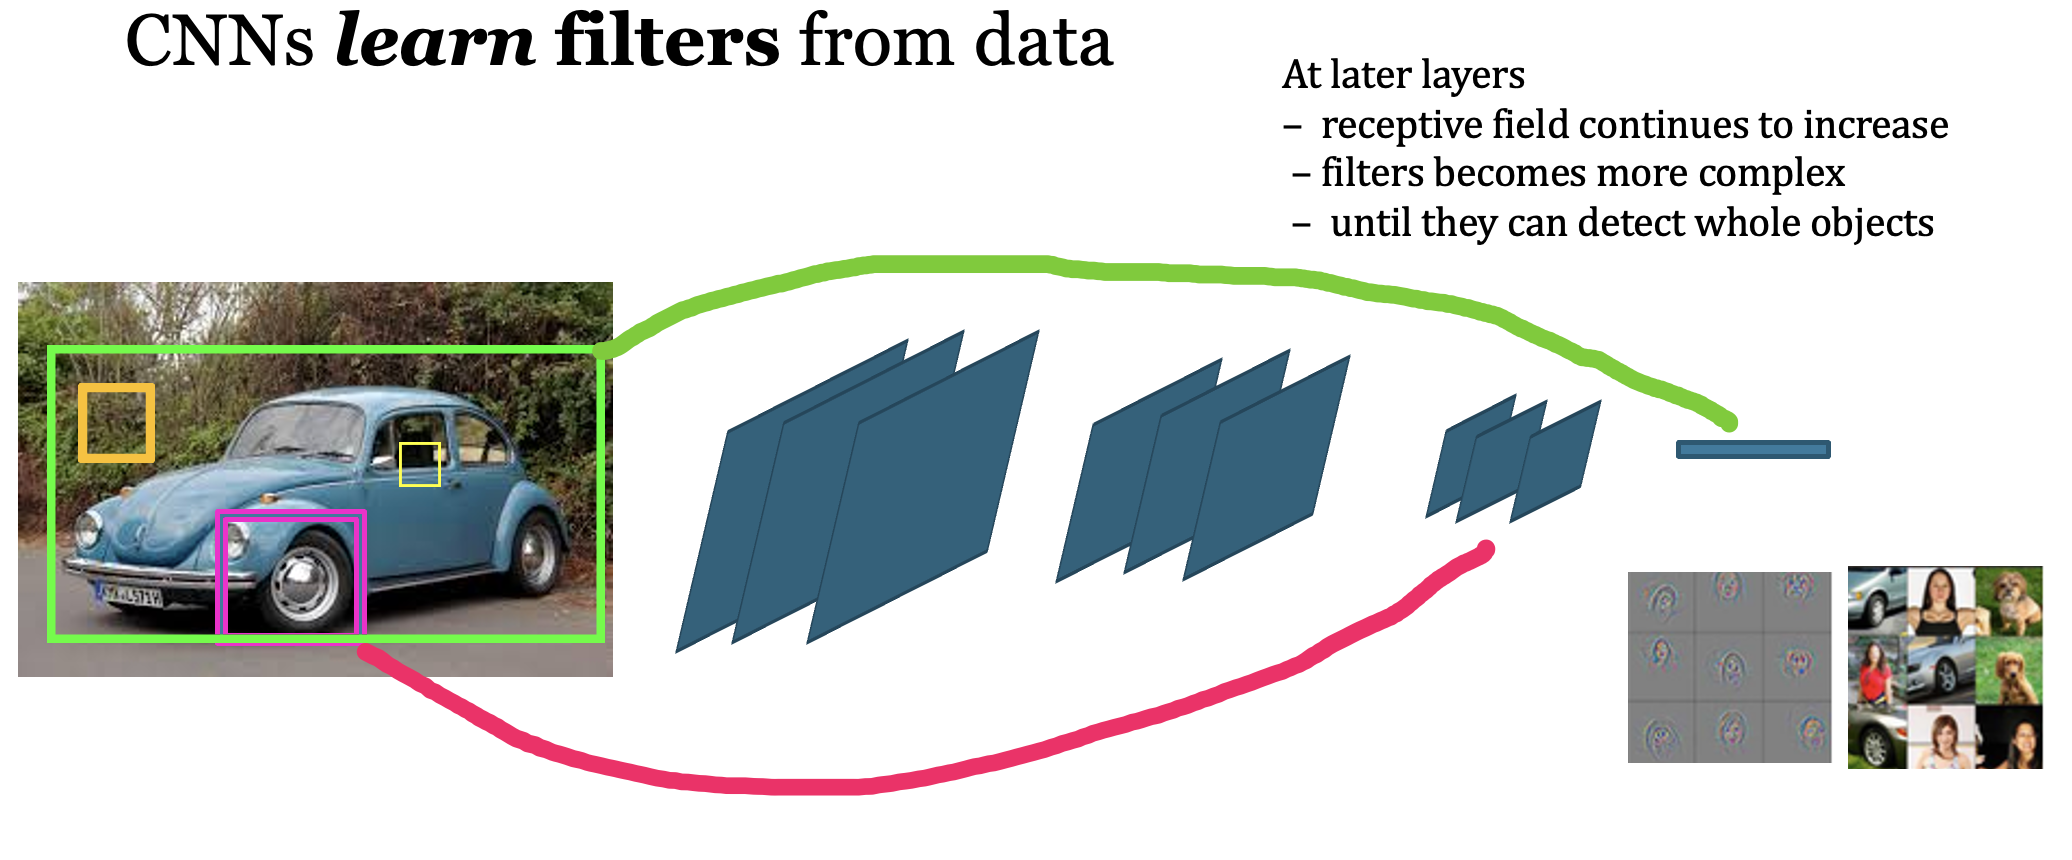 CNNs learn filters from data
At later layers
– receptive field continues to increase
– filters becomes more complex
– until they can detect whole objects